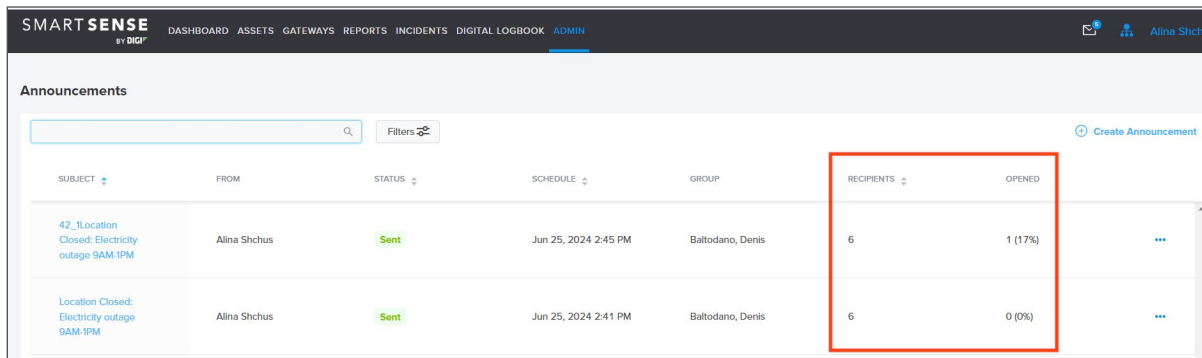 SMARTSENSE
BY DIGI
DASHBOARD ASSETS GATEWAYS REPORTS INCIDENTS DIGITAL LOGBOOK ADMIN
6
Alina Shch
Announcements
Filters
Create Announcement
SUBJECT FROM STATUS SCHEDULE GROUP RECIPIENTS OPENED
42_1Location
Closed: Electricity
outage 9AM-1PM
Alina Shchus
Sent
Jun 25, 2024 2:45 PM
Baltodano, Denis
6
1 (17%)
Location Closed:
Electricity outage
9AM-1PM
Alina Shchus
Sent
Jun 25, 2024 2:41 PM
Baltodano, Denis
6
0 (0%)